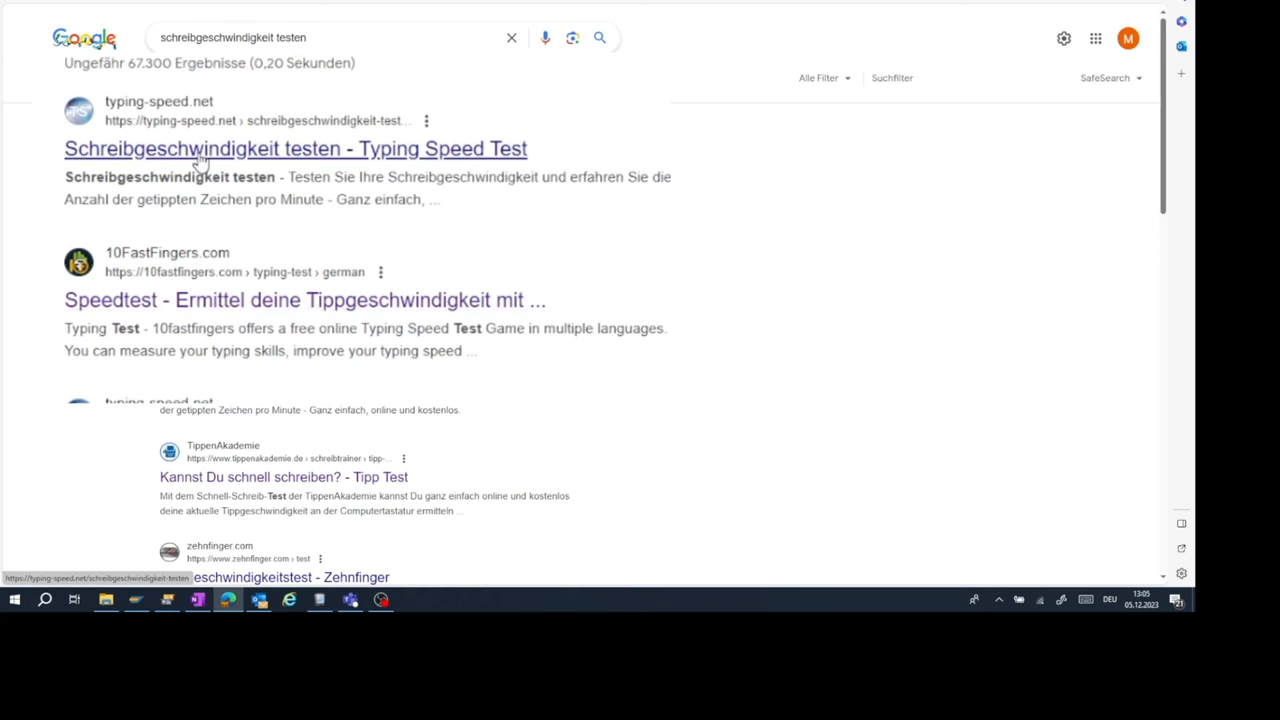 Google
schreibgeschwindigkeit testen
Ungefähr 67.300 Ergebnisse (0,20 Sekunden)
Alle Filter
Suchfilter
SafeSearch
M
typing-speed.net
https://typing-speed.net › schreibgeschwindigkeit-test...
Schreibgeschwindigkeit testen - Typing Speed Test
Schreibgeschwindigkeit testen - Testen Sie Ihre Schreibgeschwindigkeit und erfahren Sie die
Anzahl der getippten Zeichen pro Minute - Ganz einfach, ...
10FastFingers.com
https://10fastfingers.com › typing-test › german
Speedtest - Ermittel deine Tippgeschwindigkeit mit ...
Typing Test - 10fastfingers offers a free online Typing Speed Test Game in multiple languages.
You can measure your typing skills, improve your typing speed ...
typing-speed.net
der getippten Zeichen pro Minute - Ganz einfach, online und kostenlos.
TippenAkademie
https://www.tippenakademie.de › schreibtrainer › tipp-...
Kannst Du schnell schreiben? - Tipp Test
Mit dem Schnell-Schreib-Test der TippenAkademie kannst Du ganz einfach online und kostenlos
deine aktuelle Tippgeschwindigkeit an der Computertastatur ermitteln ...
zehnfinger.com
https://www.zehnfinger.com › test
eschwindigkeitstest - Zehnfinger
https://typing-speed.net/schreibgeschwindigkeit-testen
DEU
13:05
05.12.2023
21